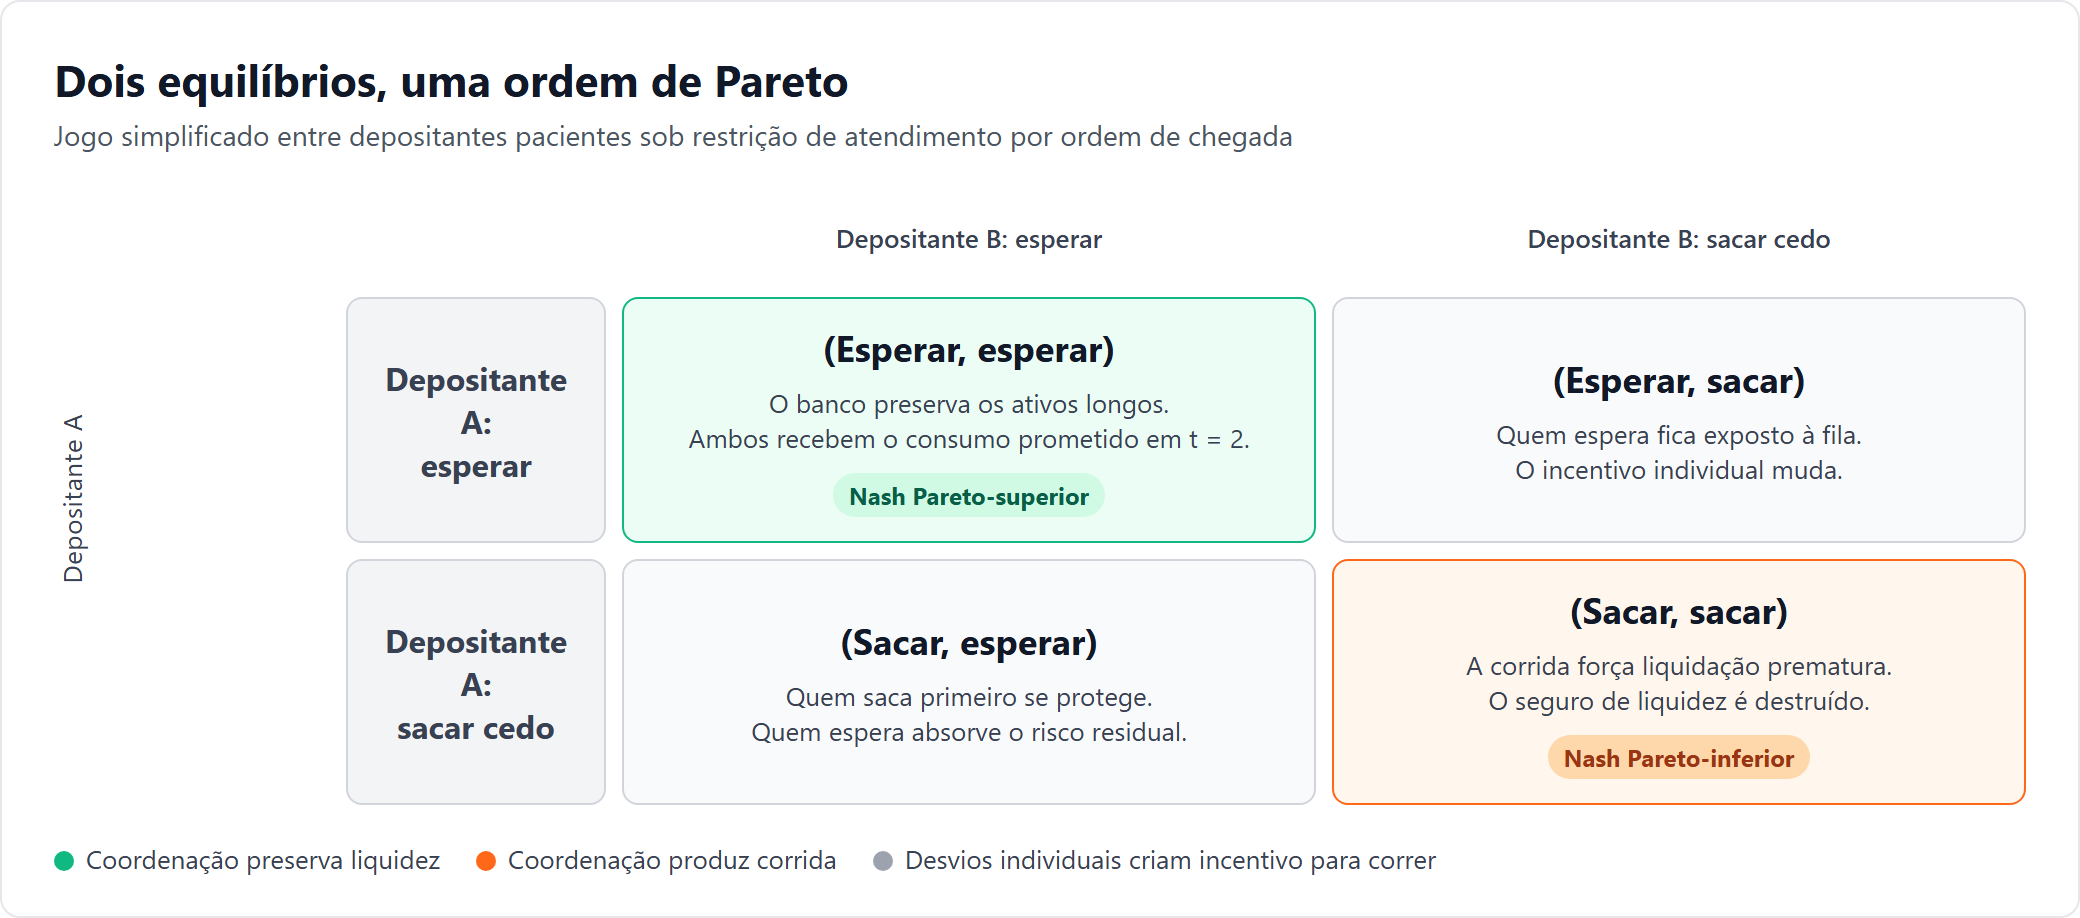 Dois equilíbrios, uma ordem de Pareto
Jogo simplificado entre depositantes pacientes sob restrição de atendimento por ordem de chegada
Depositante B: esperar
Depositante B: sacar cedo
Depositante A
Depositante
A:
esperar
(Esperar, esperar)
O banco preserva os ativos longos.
Ambos recebem o consumo prometido em t = 2.
Nash Pareto-superior
(Esperar, sacar)
Quem espera fica exposto à fila.
O incentivo individual muda.
Depositante
A:
sacar cedo
(Sacar, esperar)
Quem saca primeiro se protege.
Quem espera absorve o risco residual.
(Sacar, sacar)
A corrida força liquidação prematura.
O seguro de liquidez é destruído.
Nash Pareto-inferior
Coordenação preserva liquidez
Coordenação produz corrida
Desvios individuais criam incentivo para correr